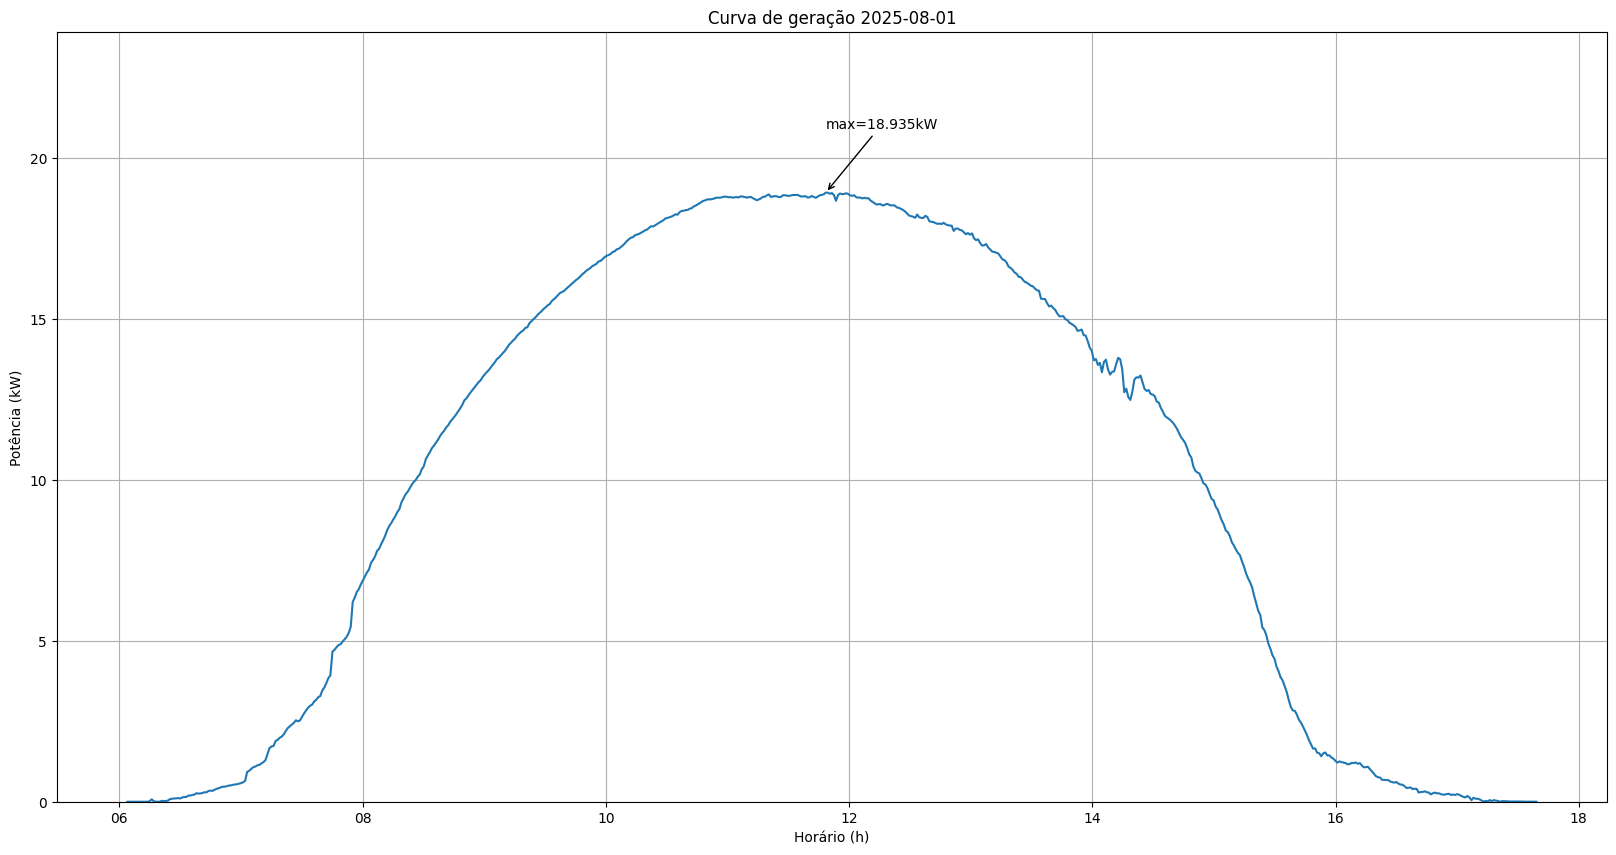 Curva de geração 2025-08-01
max=18.935kW
20
15
10
5
0
Potência (kW)
06 08 10 12 14 16 18
Horário (h)